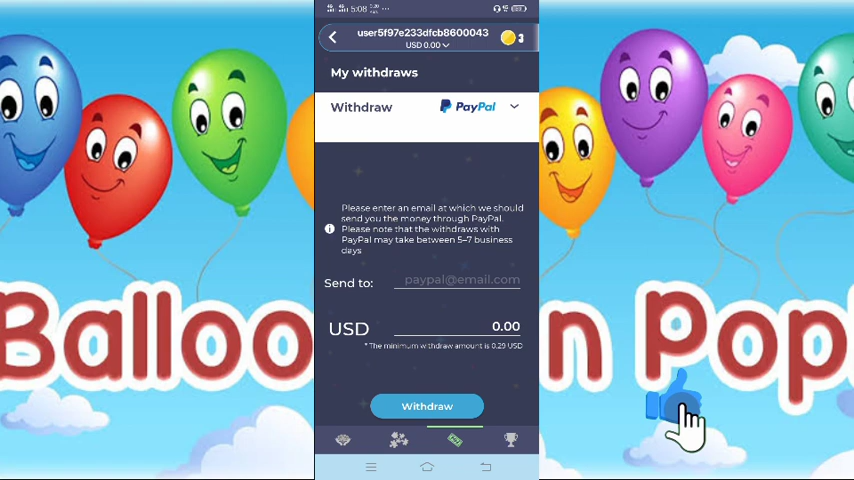 5:08
user5f97e233dfcb8600043
USD 0.00
3
My withdraws
Withdraw PayPal
Please enter an email at which we should
send you the money through PayPal.
Please note that the withdraws with
PayPal may take between 5-7 business
days
Send to: paypal@email.com
USD 0.00
* The minimum withdraw amount is 0.29 USD
Withdraw
Balloo
n Pop